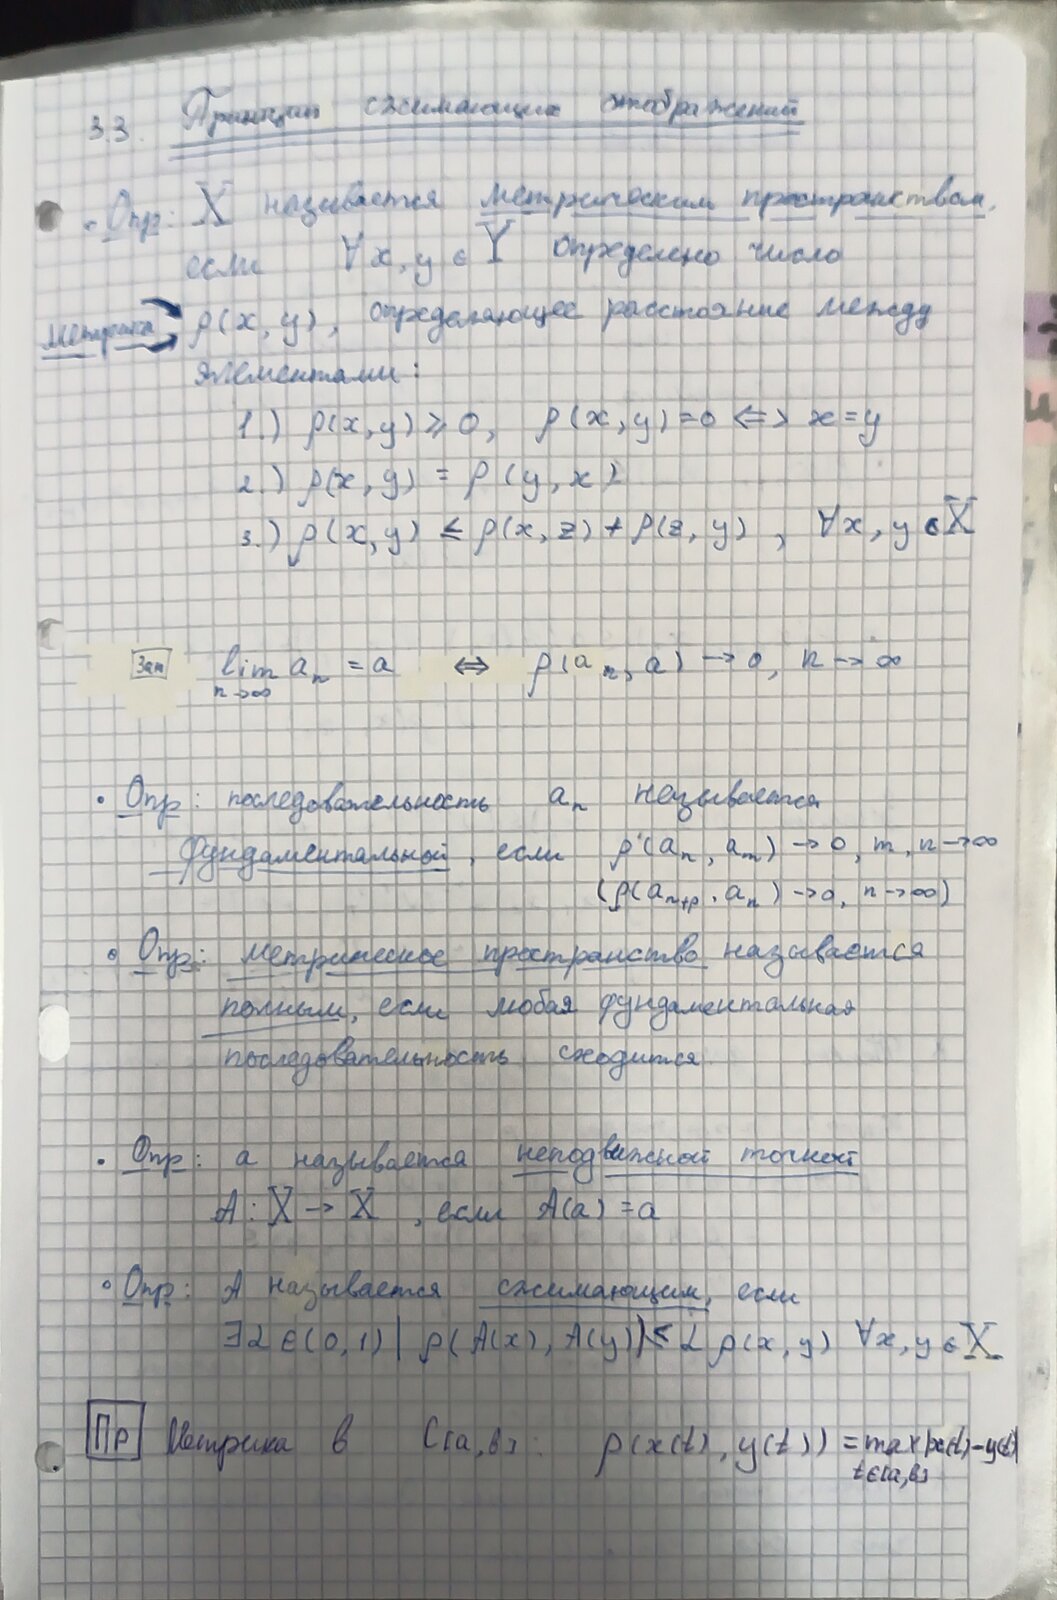 3.3. Принцип сжимающих отображений
• Опр: X называется метрическим пространством,
если ∀x, y ∈ Y определено число
метрика ρ(x, y), определяющее расстояние между
элементами:
1.) ρ(x, y) ⩾ 0, ρ(x, y) = 0 ⇔ x = y
2.) ρ(x, y) = ρ(y, x)
3.) ρ(x, y) ≤ ρ(x, z) + ρ(z, y), ∀x, y ∈ X
Зам lim aₙ = a ⇔ ρ(aₙ, a) → 0, n → ∞
n→∞
• Опр: последовательность aₙ называется
фундаментальной, если ρ(aₙ, aₘ) → 0, m, n → ∞
(ρ(aₙ₊ₚ, aₙ) → 0, n → ∞)
• Опр: метрическое пространство называется
полным, если любая фундаментальная
последовательность сходится.
• Опр: a называется неподвижной точкой
A: X → X, если A(a) = a
• Опр: A называется сжимающим, если
∃ α ∈ (0, 1) | ρ(A(x), A(y)) ≤ α ρ(x, y) ∀x, y ∈ X
Пр Метрика в C[a, b]: ρ(x(t), y(t)) = max |x(t) - y(t)|
t∈[a, b]